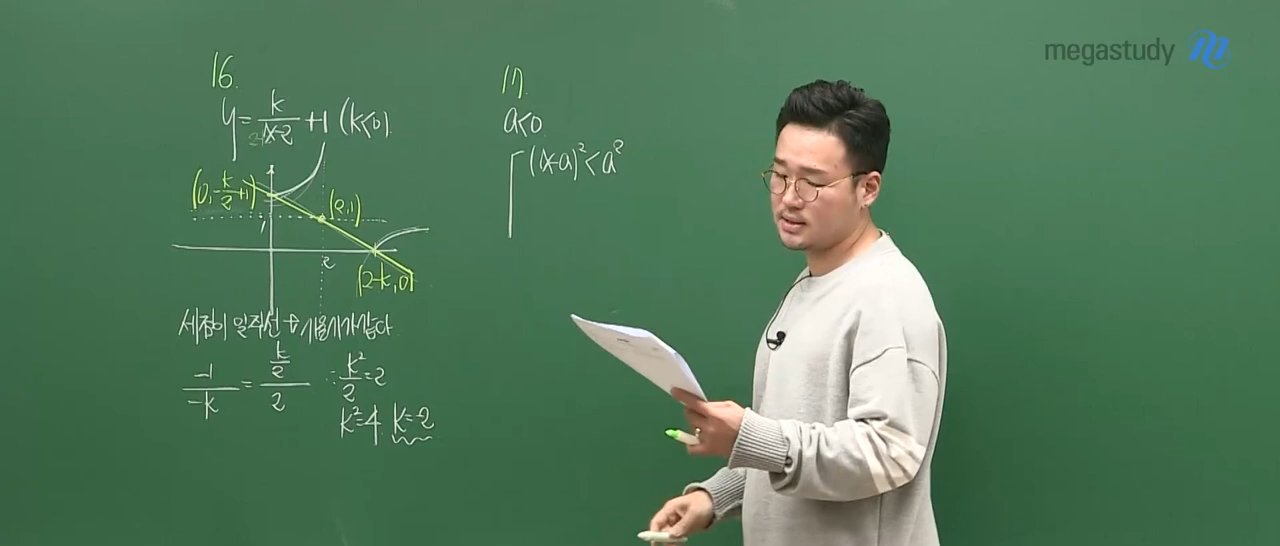 megastudy
16.
y = k/(x-2) + 1 (k<0)
(0, -k/2+1)
(2,1)
1
2
(2-k, 0)
세점이 일직선 → 기울기가 같다
-1/-k = (k/2)/2 ∴ k²/2 = 2
k²=4 k=-2
17.
a<0
(x-a)²<a²